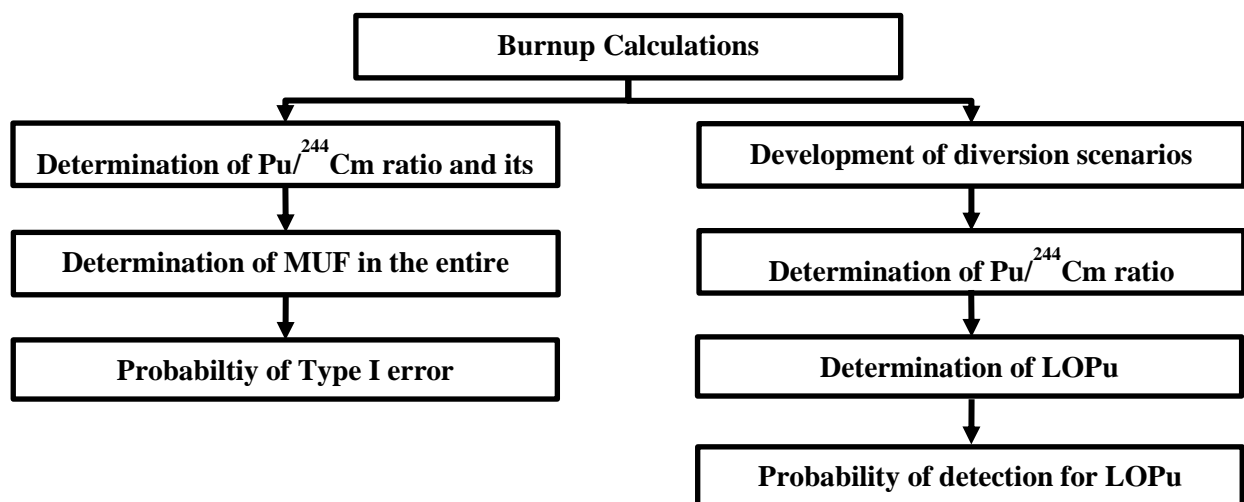 Burnup Calculations
Determination of Pu/²⁴⁴Cm ratio and its
Determination of MUF in the entire
Probabiltiy of Type I error
Development of diversion scenarios
Determination of Pu/²⁴⁴Cm ratio
Determination of LOPu
Probability of detection for LOPu